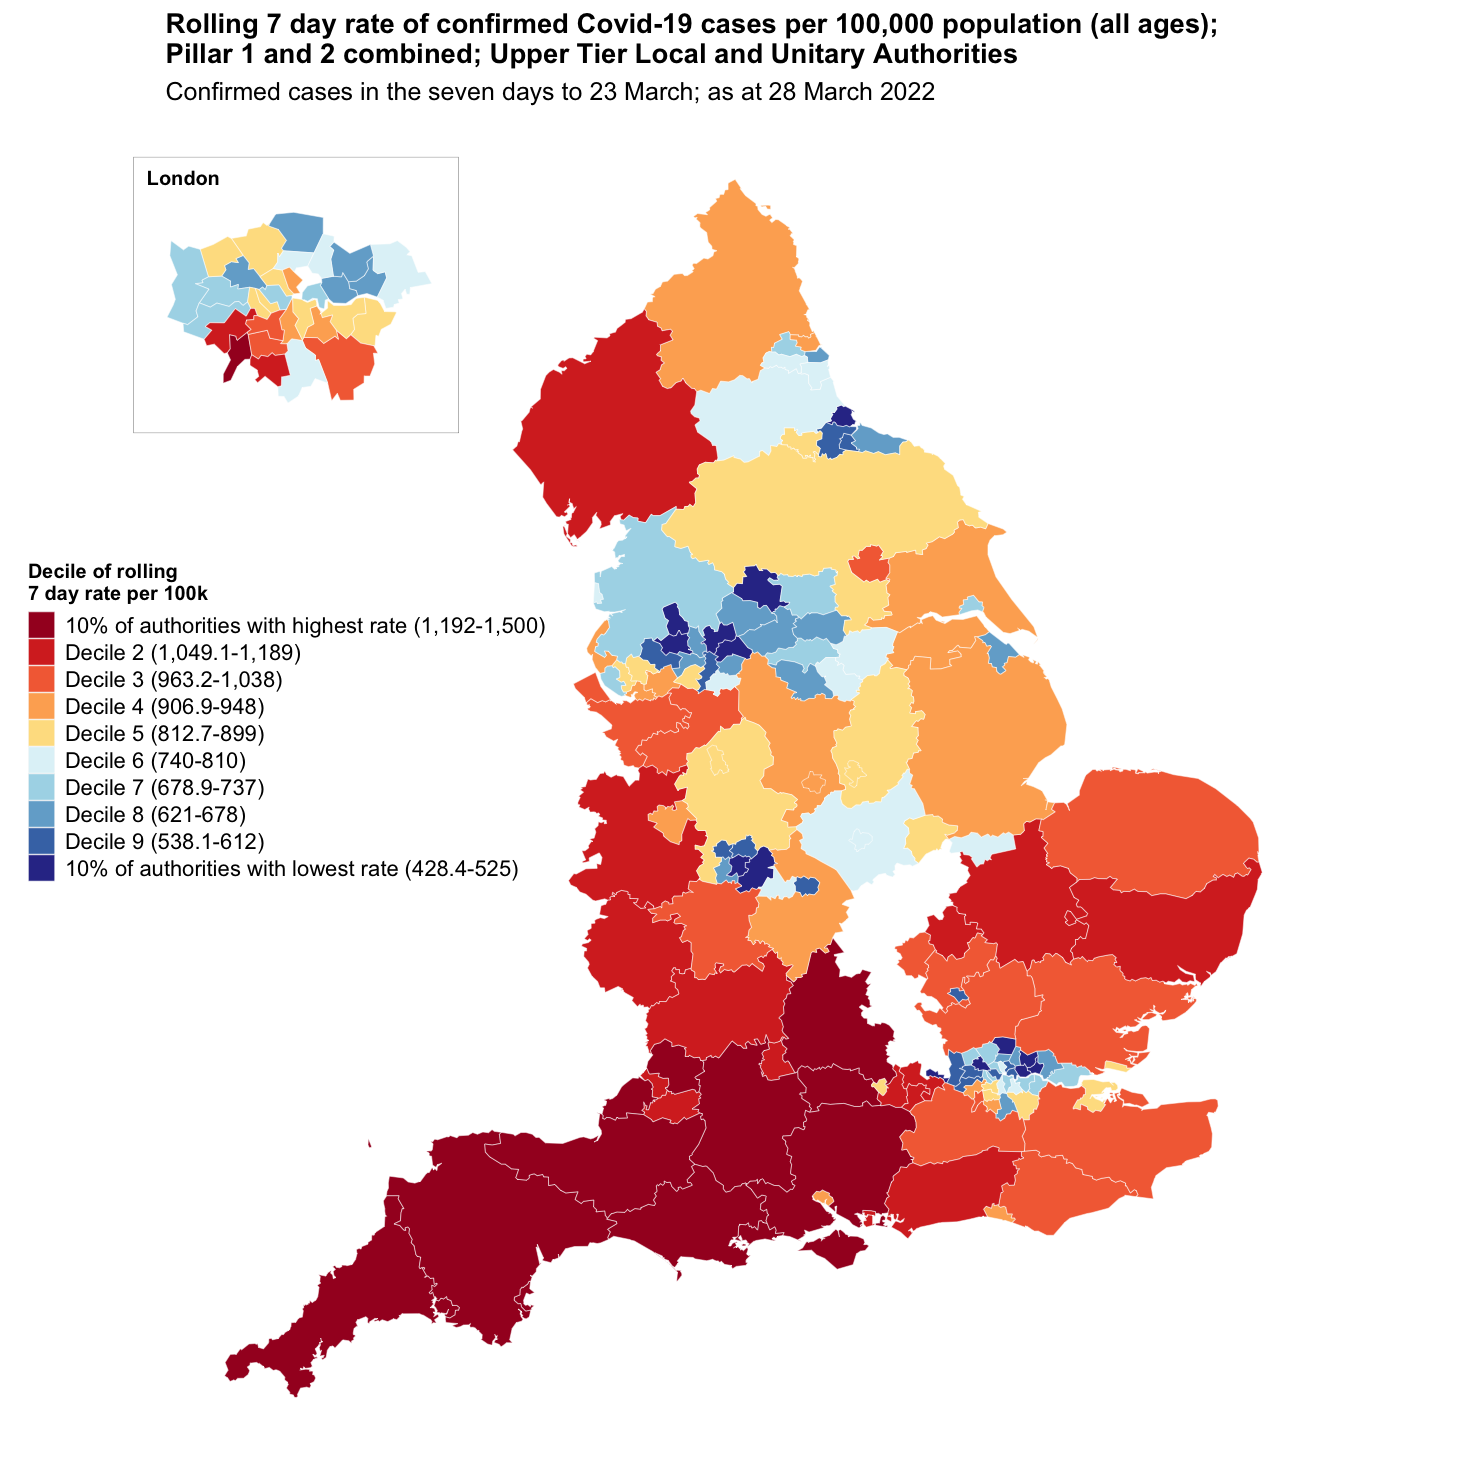 Rolling 7 day rate of confirmed Covid-19 cases per 100,000 population (all ages);
Pillar 1 and 2 combined; Upper Tier Local and Unitary Authorities
Confirmed cases in the seven days to 23 March; as at 28 March 2022
London
Decile of rolling
7 day rate per 100k
10% of authorities with highest rate (1,192-1,500)
Decile 2 (1,049.1-1,189)
Decile 3 (963.2-1,038)
Decile 4 (906.9-948)
Decile 5 (812.7-899)
Decile 6 (740-810)
Decile 7 (678.9-737)
Decile 8 (621-678)
Decile 9 (538.1-612)
10% of authorities with lowest rate (428.4-525)